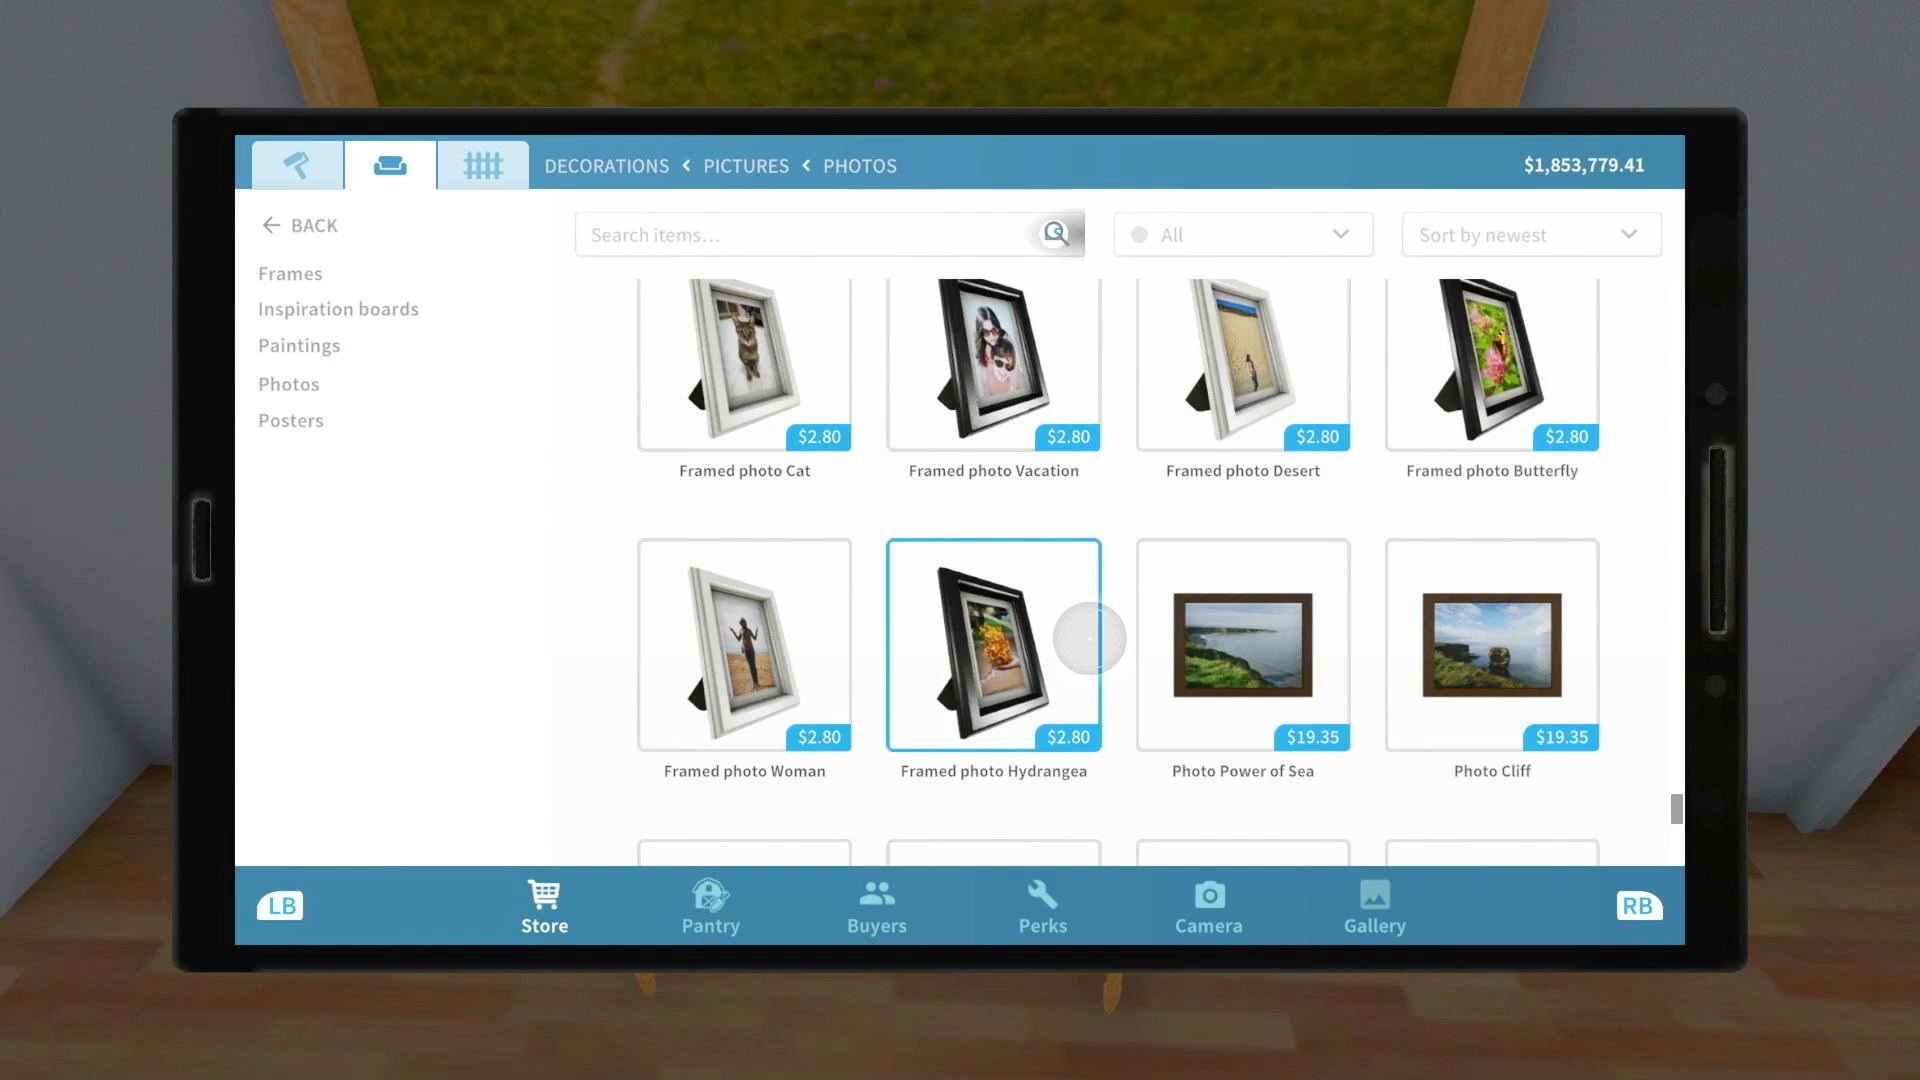 DECORATIONS < PICTURES < PHOTOS
$1,853,779.41
BACK
Search items...
All
Sort by newest
Frames
Inspiration boards
Paintings
Photos
Posters
$2.80 $2.80 $2.80 $2.80
Framed photo Cat Framed photo Vacation Framed photo Desert Framed photo Butterfly
$2.80 $2.80 $19.35 $19.35
Framed photo Woman Framed photo Hydrangea Photo Power of Sea Photo Cliff
LB
Store Pantry Buyers Perks Camera Gallery
RB